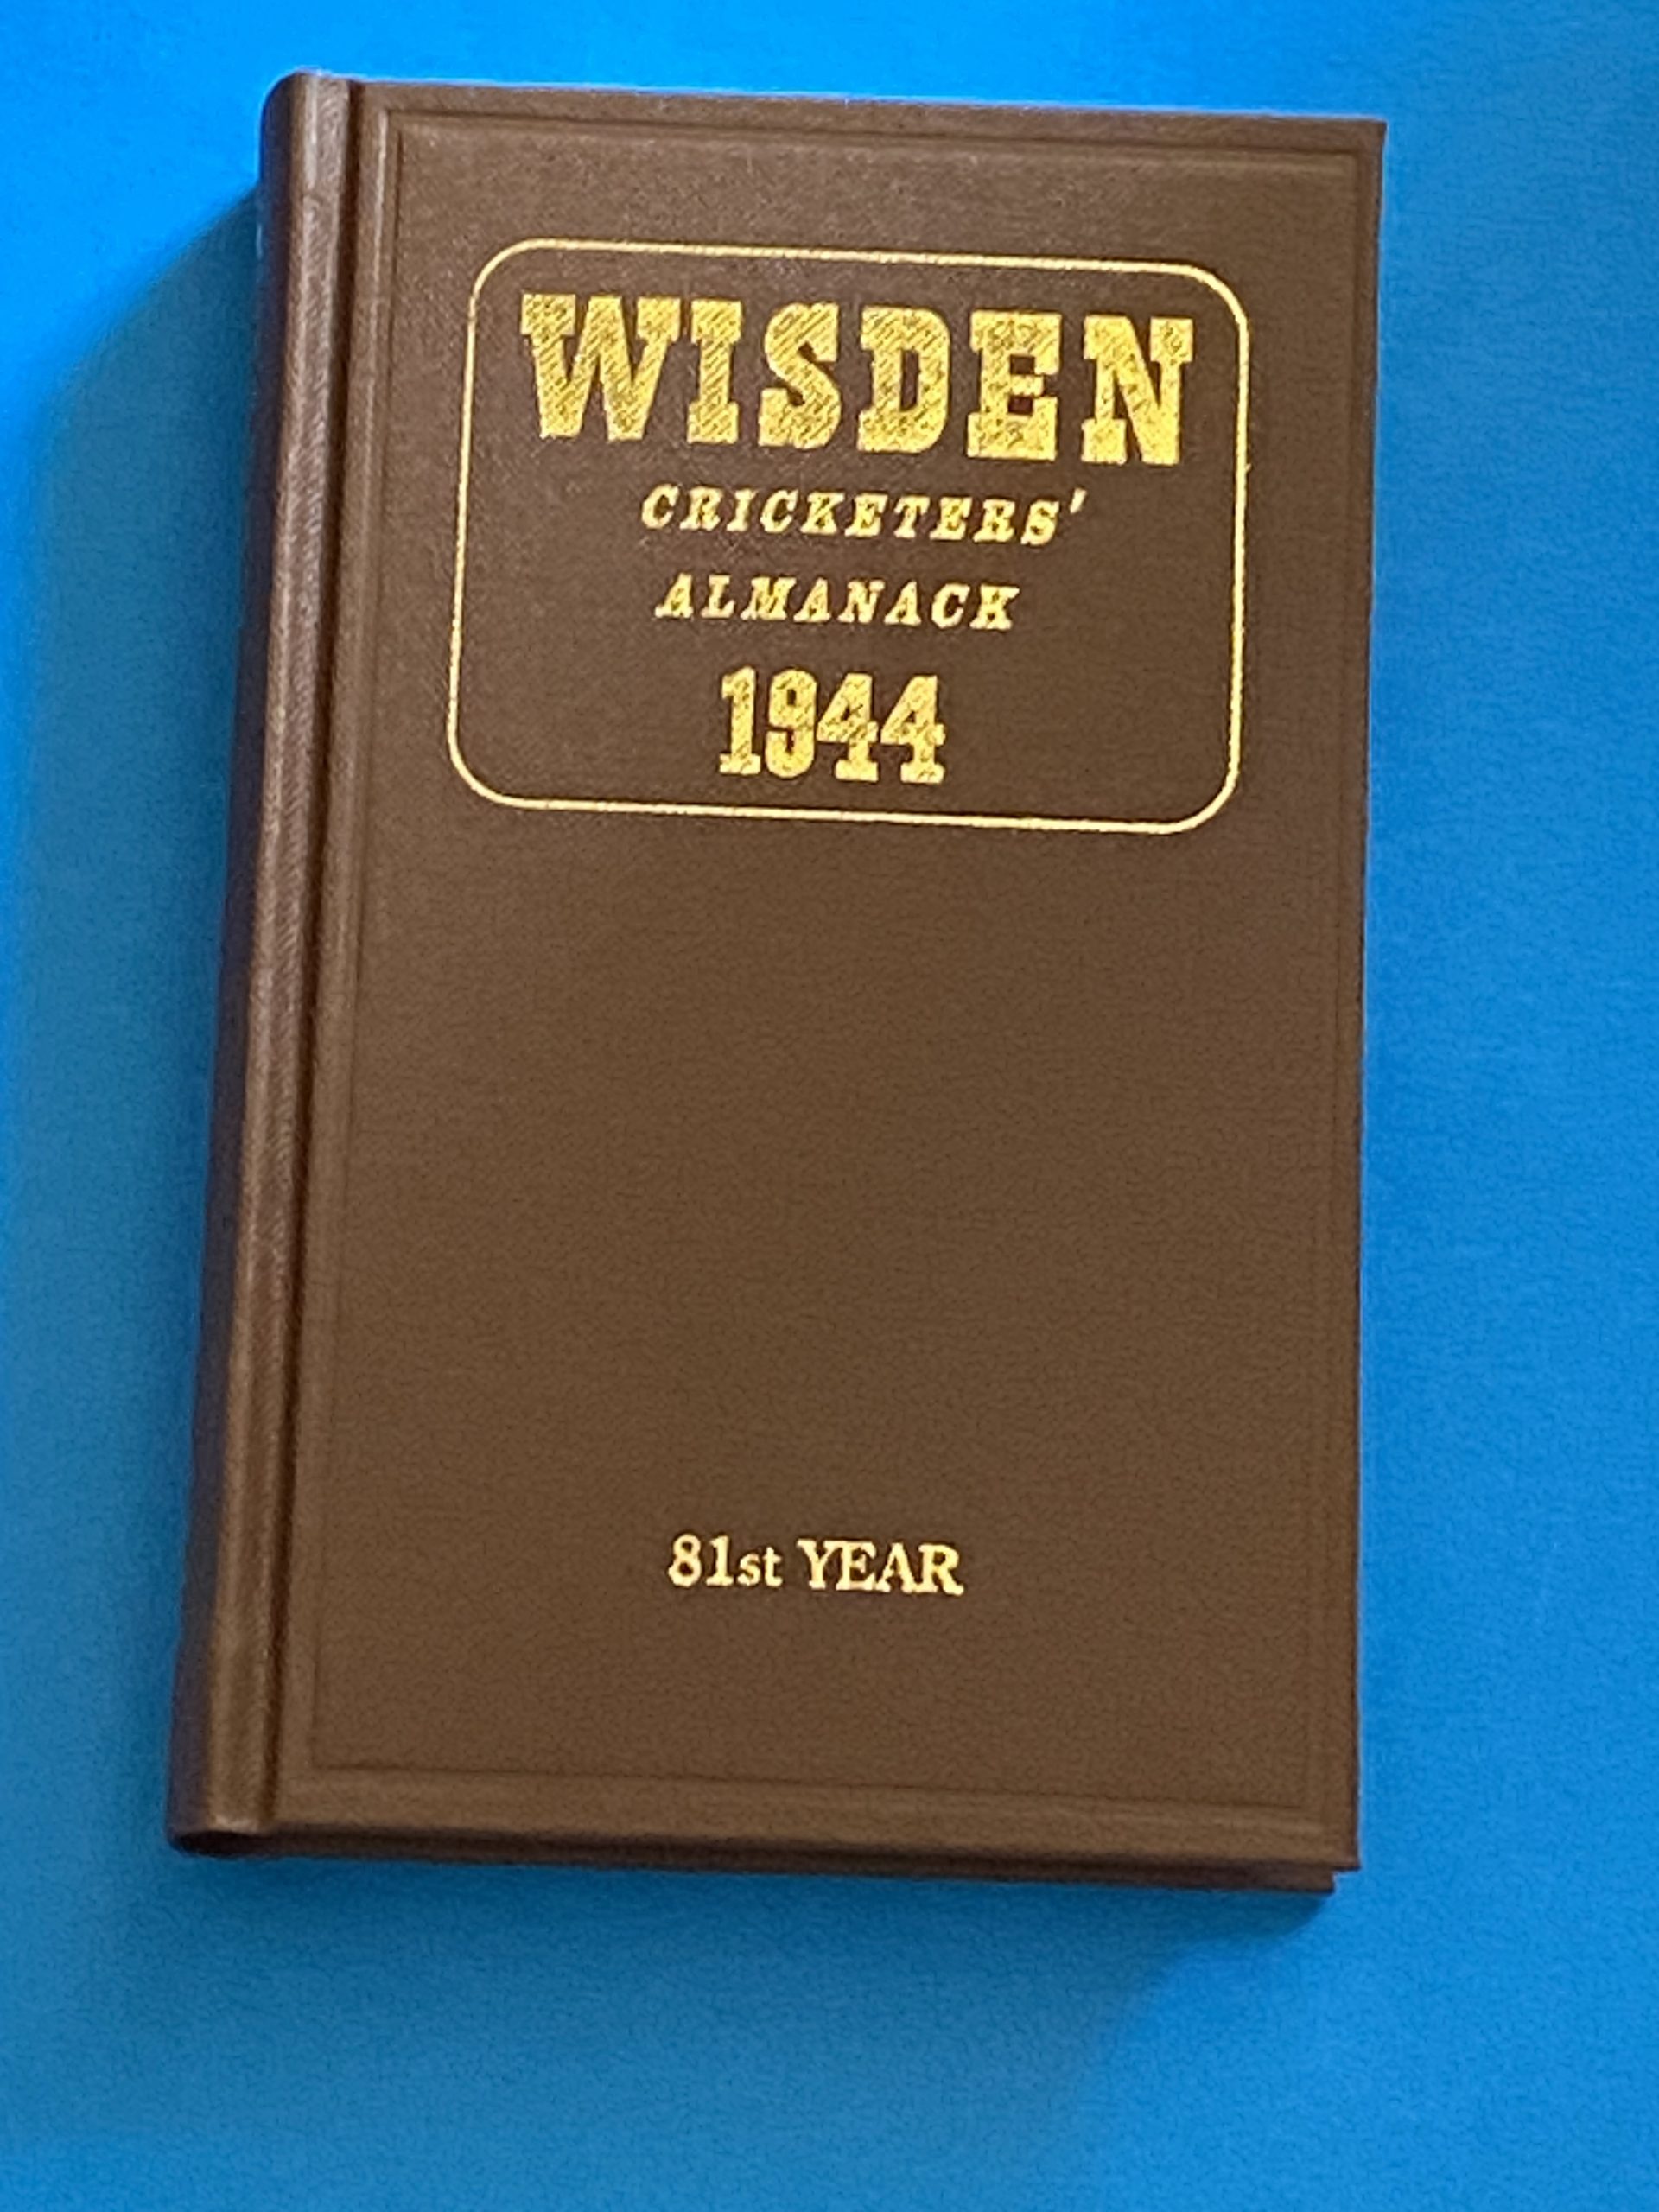 WISDEN
CRICKETERS'
ALMANACK
1944
81st YEAR